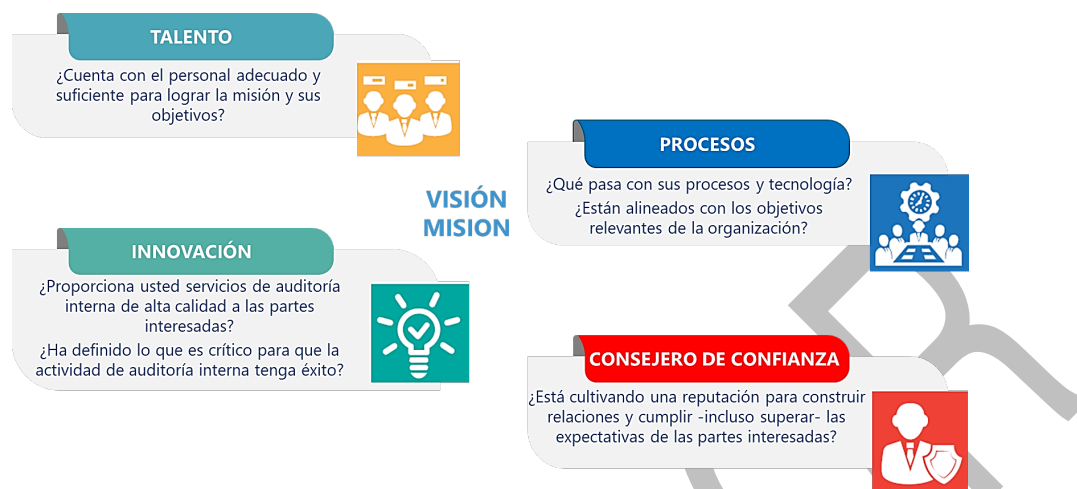 TALENTO
¿Cuenta con el personal adecuado y
suficiente para lograr la misión y sus
objetivos?
PROCESOS
¿Qué pasa con sus procesos y tecnología?
¿Están alineados con los objetivos
relevantes de la organización?
VISIÓN
MISION
INNOVACIÓN
¿Proporciona usted servicios de auditoría
interna de alta calidad a las partes
interesadas?
¿Ha definido lo que es crítico para que la
actividad de auditoría interna tenga éxito?
CONSEJERO DE CONFIANZA
¿Está cultivando una reputación para construir
relaciones y cumplir -incluso superar- las
expectativas de las partes interesadas?